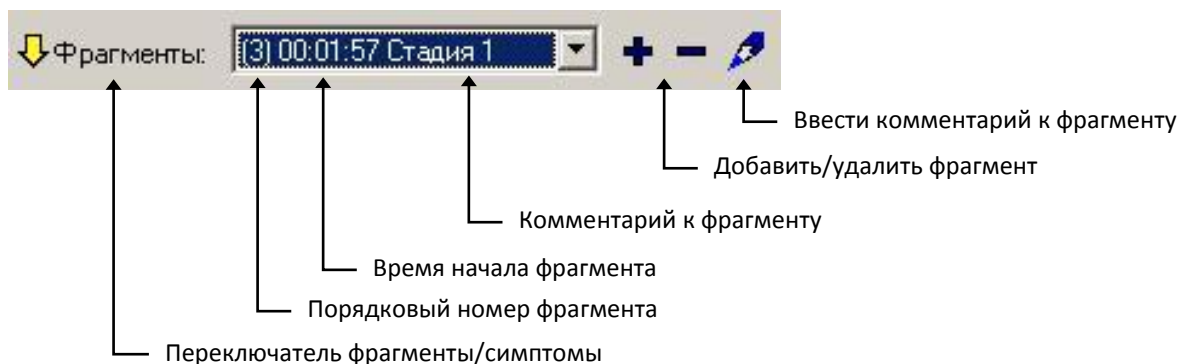 Фрагменты: (3) 00:01:57 Стадия 1
Ввести комментарий к фрагменту
Добавить/удалить фрагмент
Комментарий к фрагменту
Время начала фрагмента
Порядковый номер фрагмента
Переключатель фрагменты/симптомы